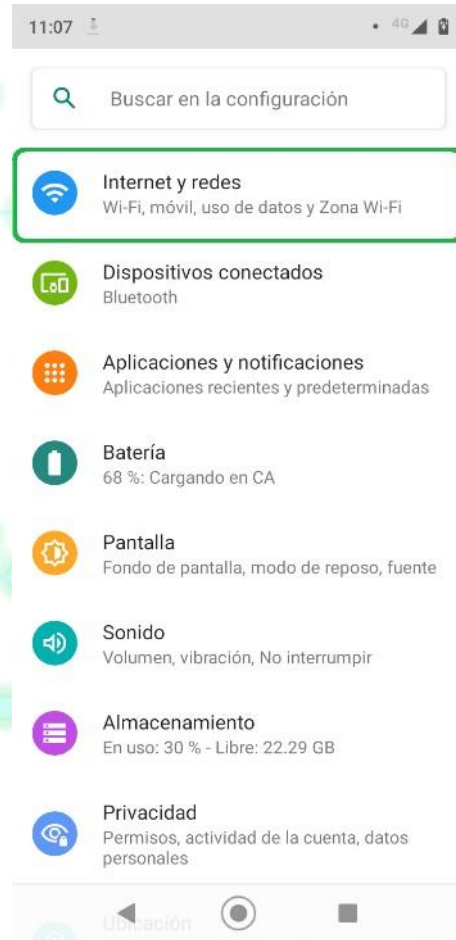 11:07
4G
Buscar en la configuración
Internet y redes
Wi-Fi, móvil, uso de datos y Zona Wi-Fi
Dispositivos conectados
Bluetooth
Aplicaciones y notificaciones
Aplicaciones recientes y predeterminadas
Batería
68 %: Cargando en CA
Pantalla
Fondo de pantalla, modo de reposo, fuente
Sonido
Volumen, vibración, No interrumpir
Almacenamiento
En uso: 30 % - Libre: 22.29 GB
Privacidad
Permisos, actividad de la cuenta, datos
personales
Ubicación